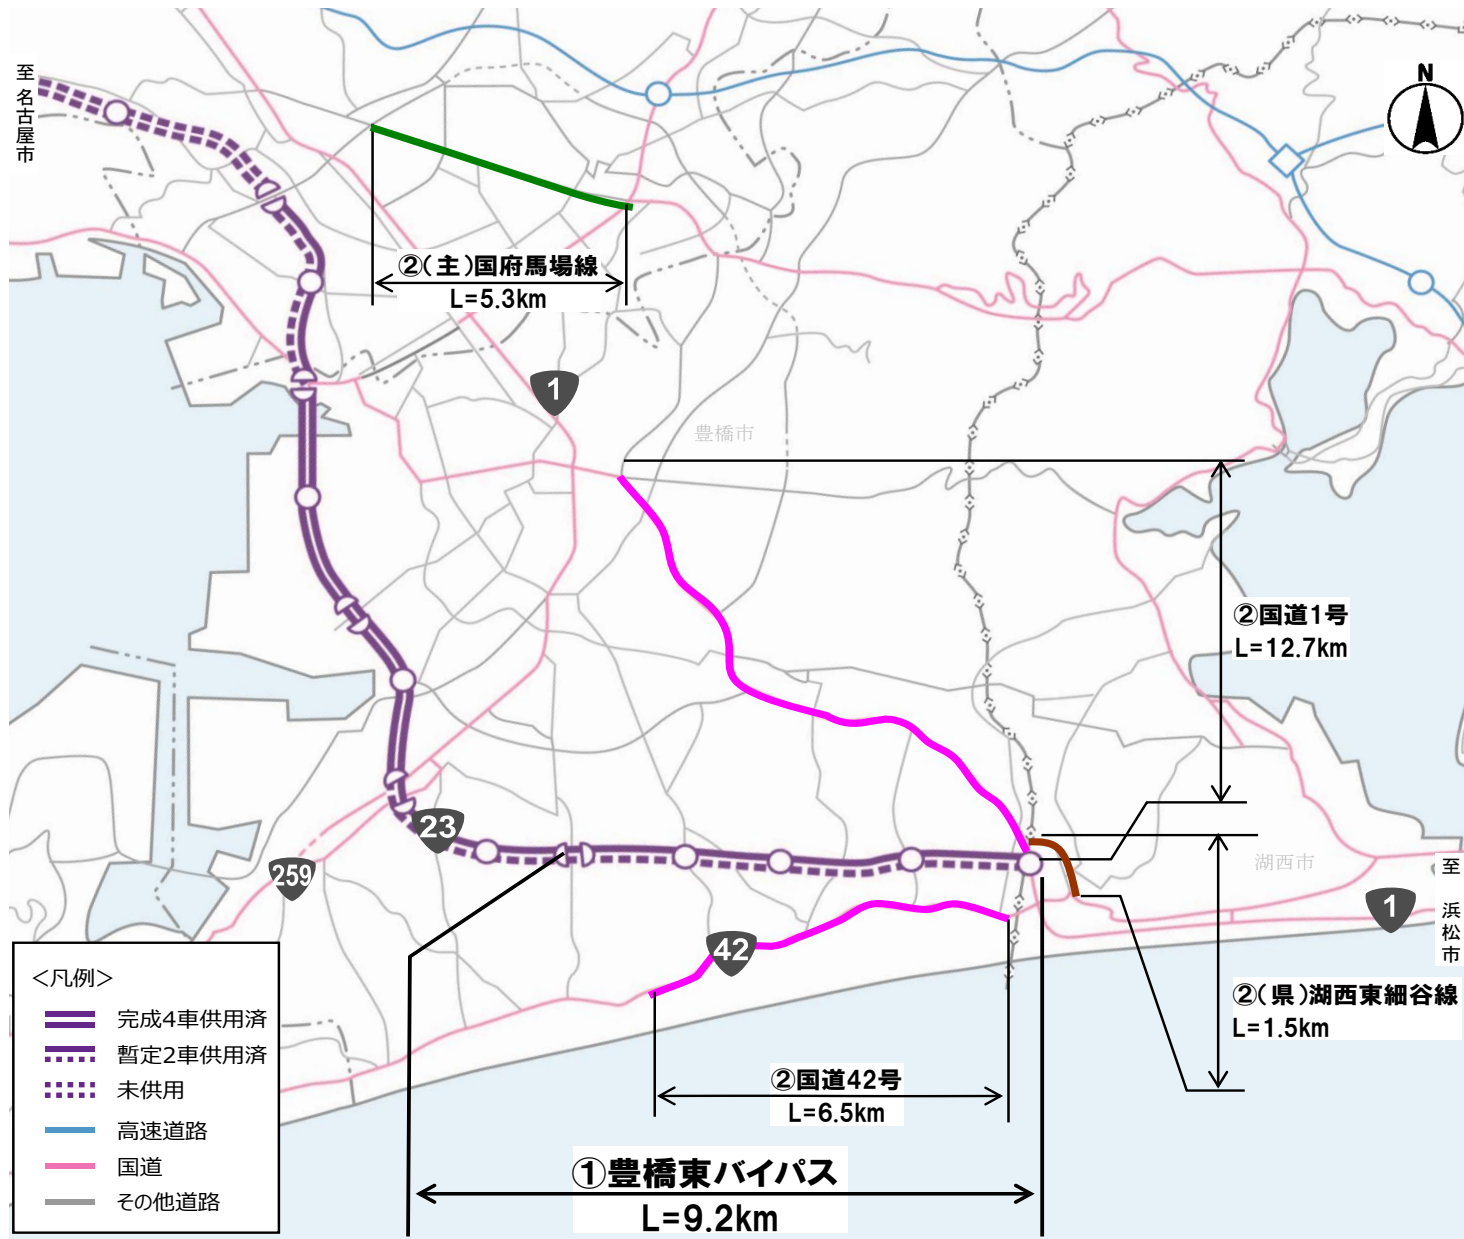 至 名古屋市
N
②(主)国府馬場線
L=5.3km
1
豊橋市
②国道1号
L=12.7km
23
259
湖西市
至 浜松市
1
42
②(県)湖西東細谷線
L=1.5km
②国道42号
L=6.5km
①豊橋東バイパス
L=9.2km
<凡例>
完成4車供用済
暫定2車供用済
未供用
高速道路
国道
その他道路